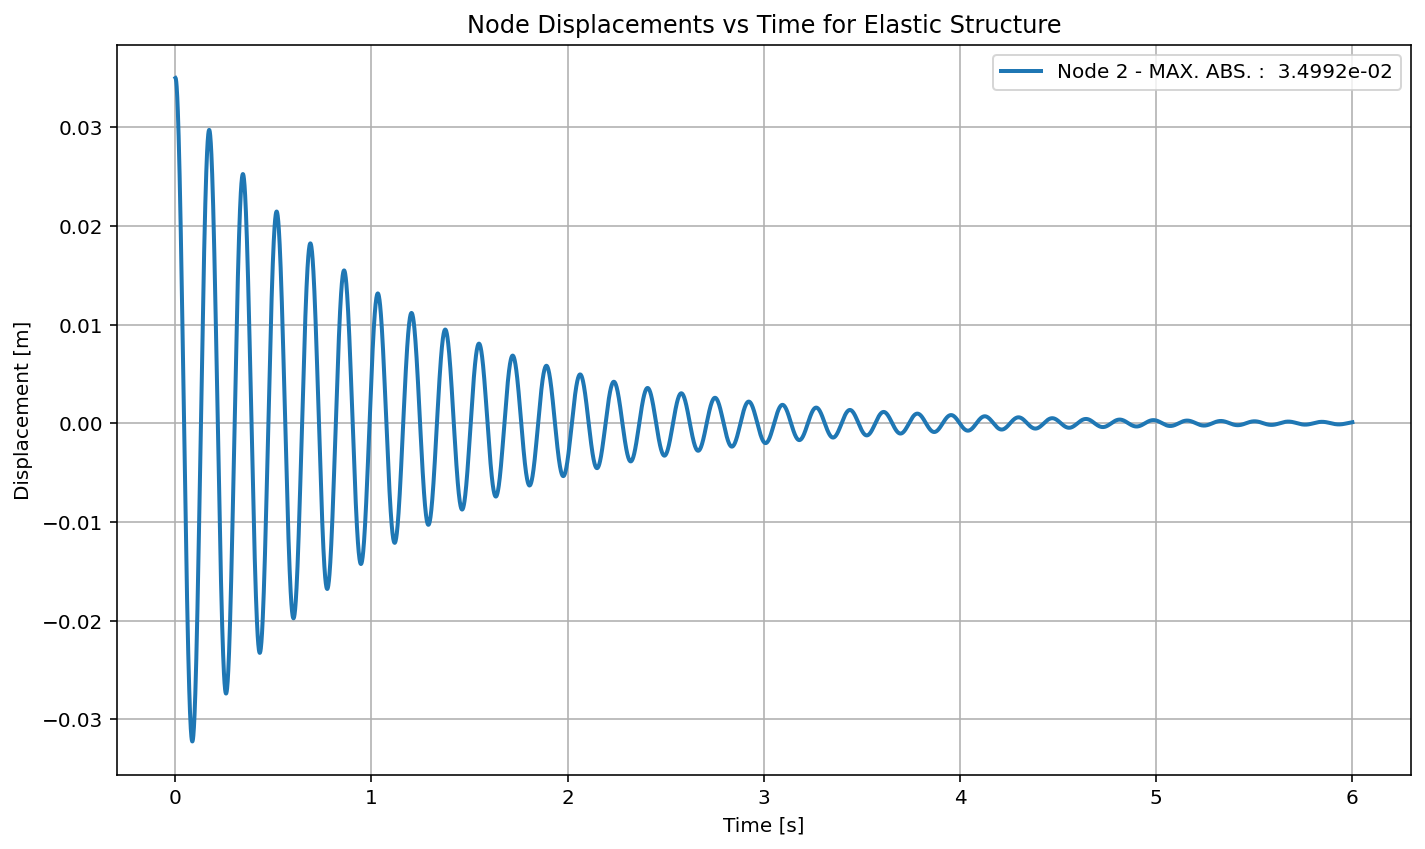 Node Displacements vs Time for Elastic Structure
Node 2 - MAX. ABS. :  3.4992e-02
Displacement [m]
0.03
0.02
0.01
0.00
−0.01
−0.02
−0.03
0 1 2 3 4 5 6
Time [s]